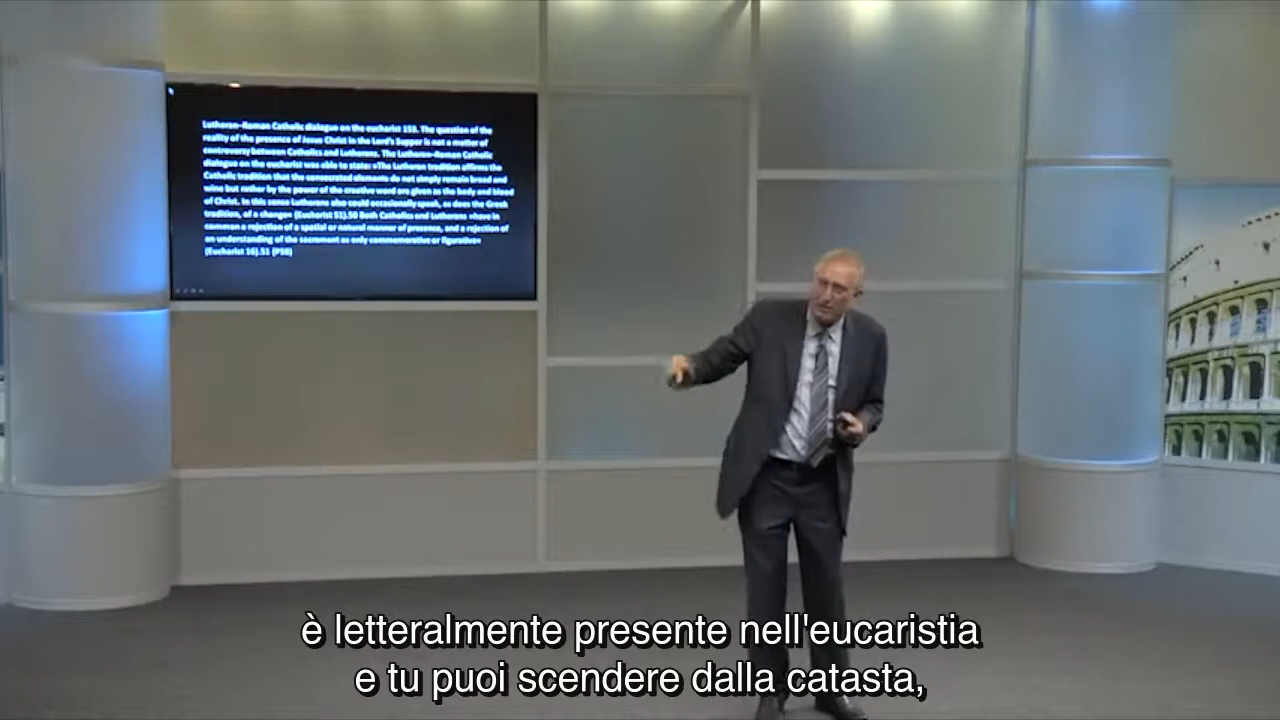 Lutheran–Roman Catholic dialogue on the eucharist 153. The question of the
reality of the presence of Jesus Christ in the Lord's Supper is not a matter of
controversy between Catholics and Lutherans. The Lutheran–Roman Catholic
dialogue on the eucharist was able to state: »The Lutheran tradition affirms the
Catholic tradition that the consecrated elements do not simply remain bread and
wine but rather by the power of the creative word are given as the body and blood
of Christ. In this sense Lutherans also could occasionally speak, as does the Greek
tradition, of a change« (Eucharist 51).50 Both Catholics and Lutherans »have in
common a rejection of a spatial or natural manner of presence, and a rejection of
an understanding of the sacrament as only commemorative or figurative«
(Eucharist 16).51 (P58)
è letteralmente presente nell'eucaristia
e tu puoi scendere dalla catasta,